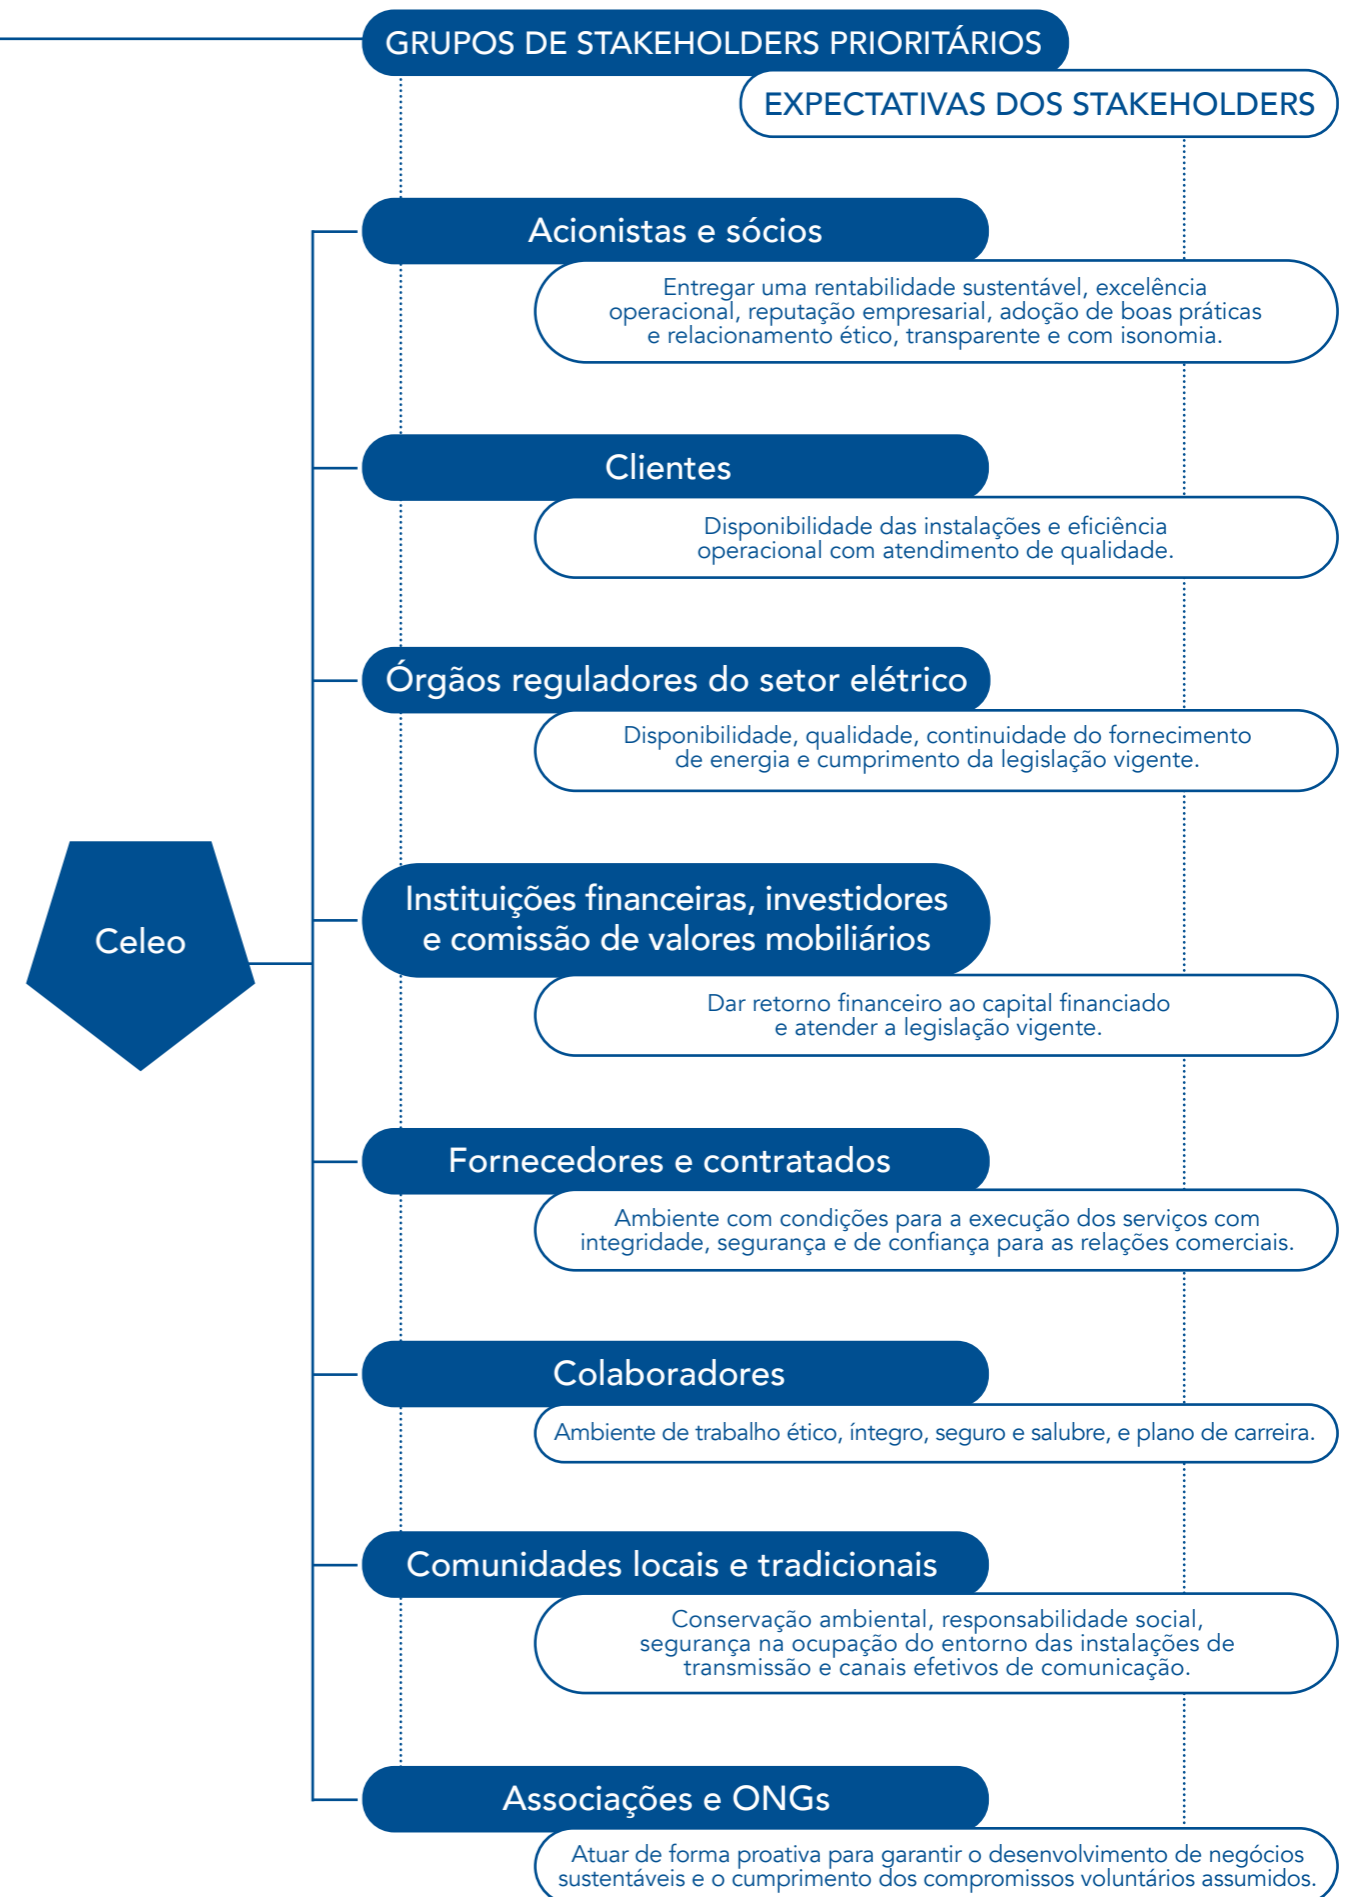 GRUPOS DE STAKEHOLDERS PRIORITÁRIOS
EXPECTATIVAS DOS STAKEHOLDERS
Acionistas e sócios
Entregar uma rentabilidade sustentável, excelência
operacional, reputação empresarial, adoção de boas práticas
e relacionamento ético, transparente e com isonomia.
Clientes
Disponibilidade das instalações e eficiência
operacional com atendimento de qualidade.
Órgãos reguladores do setor elétrico
Disponibilidade, qualidade, continuidade do fornecimento
de energia e cumprimento da legislação vigente.
Celeo
Instituições financeiras, investidores
e comissão de valores mobiliários
Dar retorno financeiro ao capital financiado
e atender a legislação vigente.
Fornecedores e contratados
Ambiente com condições para a execução dos serviços com
integridade, segurança e de confiança para as relações comerciais.
Colaboradores
Ambiente de trabalho ético, íntegro, seguro e salubre, e plano de carreira.
Comunidades locais e tradicionais
Conservação ambiental, responsabilidade social,
segurança na ocupação do entorno das instalações de
transmissão e canais efetivos de comunicação.
Associações e ONGs
Atuar de forma proativa para garantir o desenvolvimento de negócios
sustentáveis e o cumprimento dos compromissos voluntários assumidos.